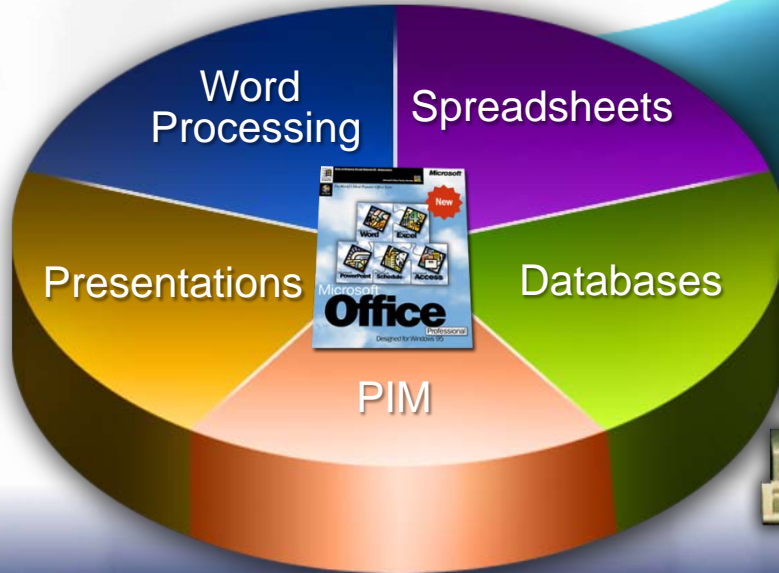 Word
Processing
Spreadsheets
Presentations
Databases
PIM
Microsoft
New
Word
Excel
PowerPoint
Schedule
Access
Microsoft
Office
Professional
Designed for Windows 95